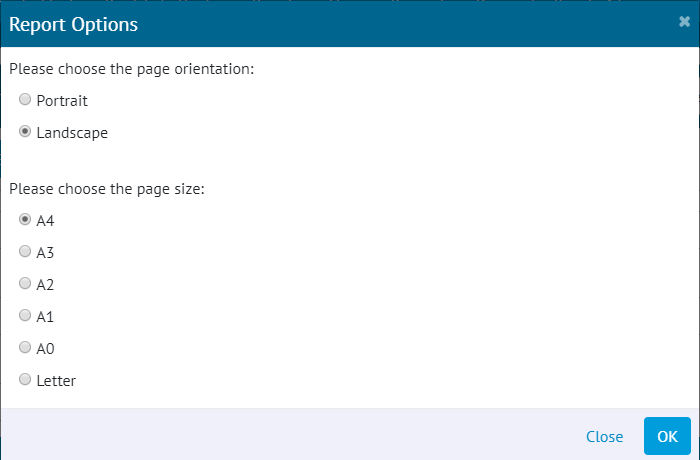 Report Options
Please choose the page orientation:
Portrait
Landscape
Please choose the page size:
A4
A3
A2
A1
A0
Letter
Close OK